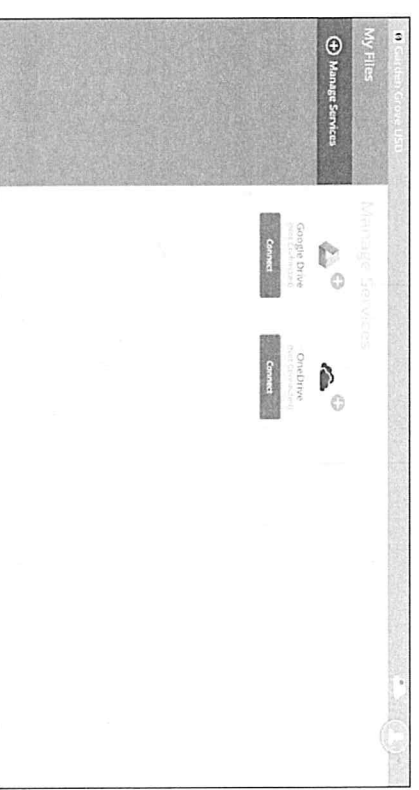 Garden Grove USD
My Files
Manage Services
Manage Services
Google Drive
(Not Connected)
Connect
OneDrive
(Not Connected)
Connect